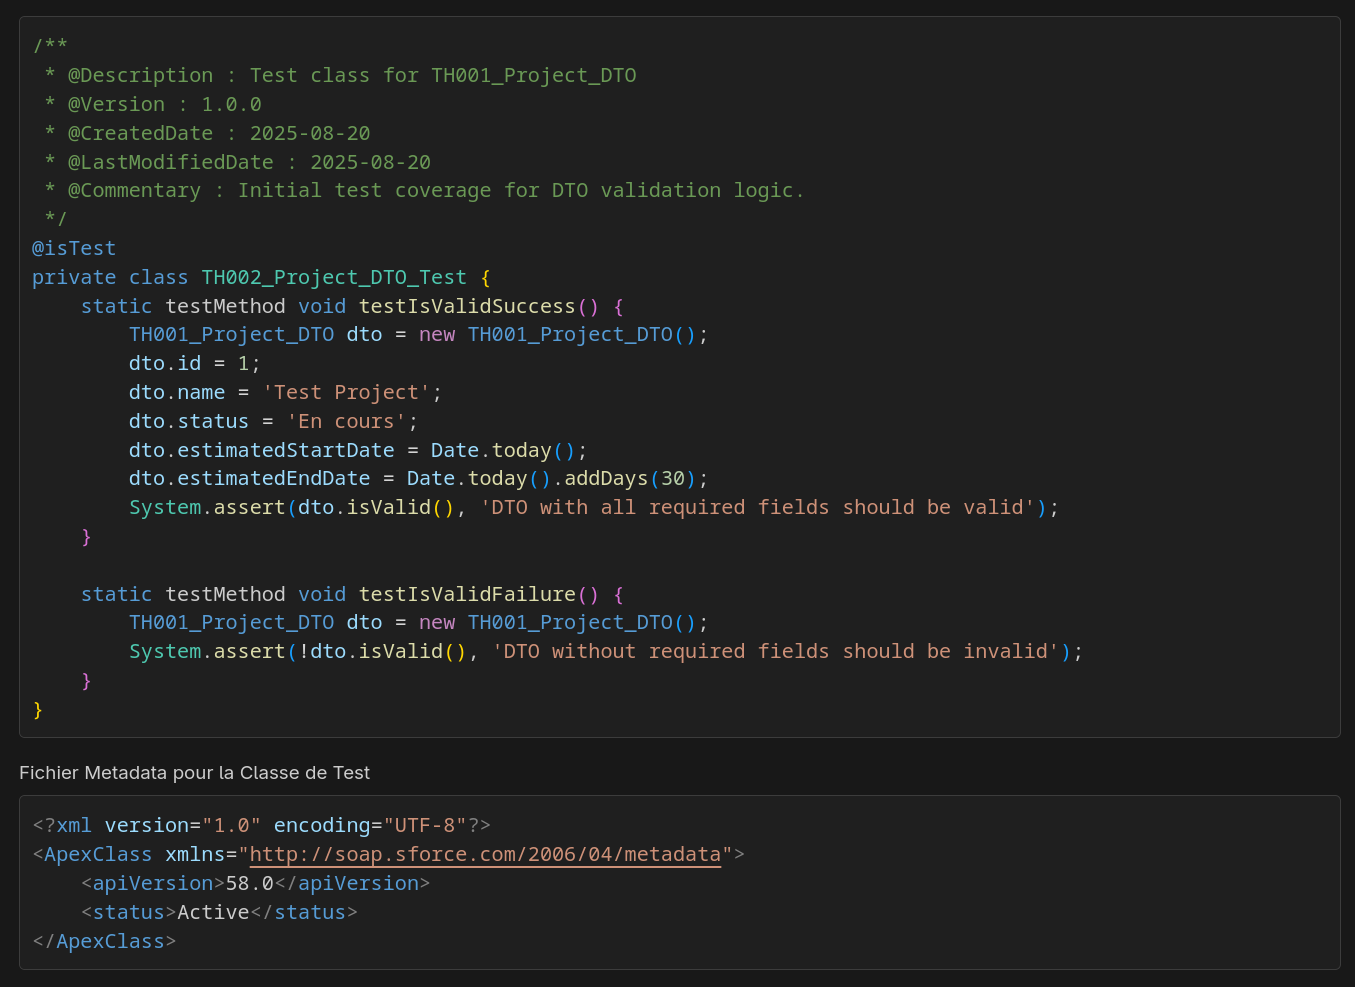 /**
 * @Description : Test class for TH001_Project_DTO
 * @Version : 1.0.0
 * @CreatedDate : 2025-08-20
 * @LastModifiedDate : 2025-08-20
 * @Commentary : Initial test coverage for DTO validation logic.
 */
@isTest
private class TH002_Project_DTO_Test {
    static testMethod void testIsValidSuccess() {
        TH001_Project_DTO dto = new TH001_Project_DTO();
        dto.id = 1;
        dto.name = 'Test Project';
        dto.status = 'En cours';
        dto.estimatedStartDate = Date.today();
        dto.estimatedEndDate = Date.today().addDays(30);
        System.assert(dto.isValid(), 'DTO with all required fields should be valid');
    }

    static testMethod void testIsValidFailure() {
        TH001_Project_DTO dto = new TH001_Project_DTO();
        System.assert(!dto.isValid(), 'DTO without required fields should be invalid');
    }
}
Fichier Metadata pour la Classe de Test
<?xml version="1.0" encoding="UTF-8"?>
<ApexClass xmlns="http://soap.sforce.com/2006/04/metadata">
    <apiVersion>58.0</apiVersion>
    <status>Active</status>
</ApexClass>